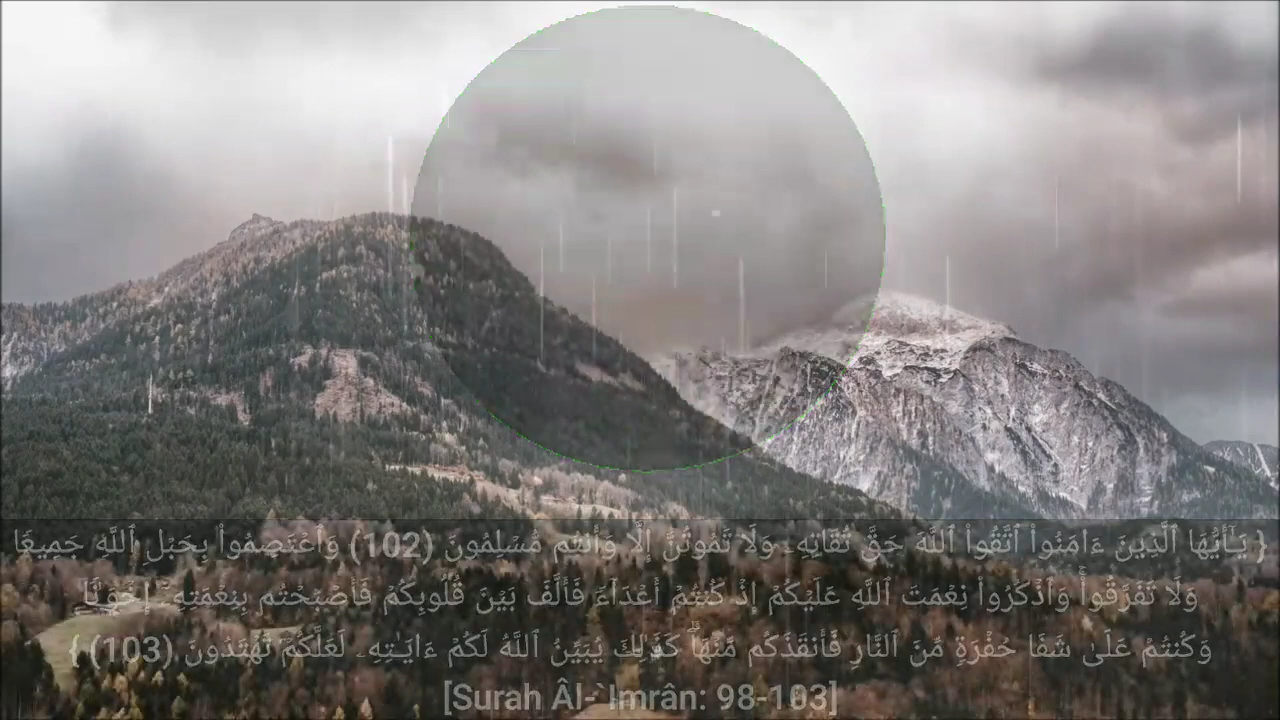 { يَـٰٓأَيُّهَا ٱلَّذِينَ ءَامَنُوا۟ ٱتَّقُوا۟ ٱللَّهَ حَقَّ تُقَاتِهِۦ وَلَا تَمُوتُنَّ إِلَّا وَأَنتُم مُّسْلِمُونَ (102) وَٱعْتَصِمُوا۟ بِحَبْلِ ٱللَّهِ جَمِيعًا
وَلَا تَفَرَّقُوا۟ وَٱذْكُرُوا۟ نِعْمَتَ ٱللَّهِ عَلَيْكُمْ إِذْ كُنتُمْ أَعْدَآءً فَأَلَّفَ بَيْنَ قُلُوبِكُمْ فَأَصْبَحْتُم بِنِعْمَتِهِۦٓ إِخْوَٰنًا
وَكُنتُمْ عَلَىٰ شَفَا حُفْرَةٍ مِّنَ ٱلنَّارِ فَأَنقَذَكُم مِّنْهَا ۗ كَذَٰلِكَ يُبَيِّنُ ٱللَّهُ لَكُمْ ءَايَـٰتِهِۦ لَعَلَّكُمْ تَهْتَدُونَ (103) }
[Surah Âl-`Imrân: 98-103]